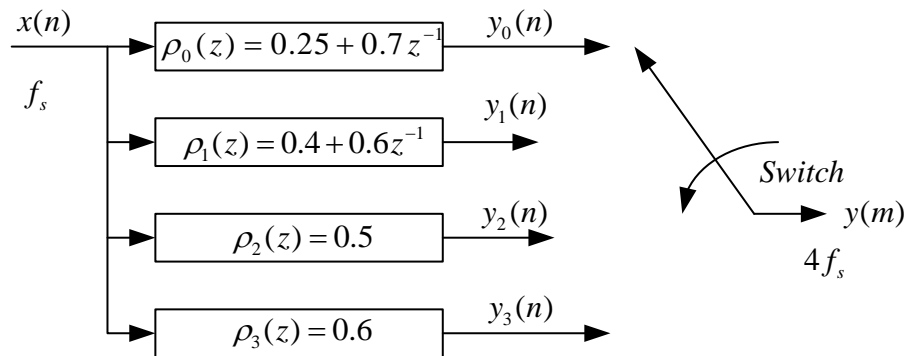 x(n)
f_s
ρ_0(z) = 0.25 + 0.7z^{-1}
y_0(n)
ρ_1(z) = 0.4 + 0.6z^{-1}
y_1(n)
ρ_2(z) = 0.5
y_2(n)
ρ_3(z) = 0.6
y_3(n)
Switch
y(m)
4f_s